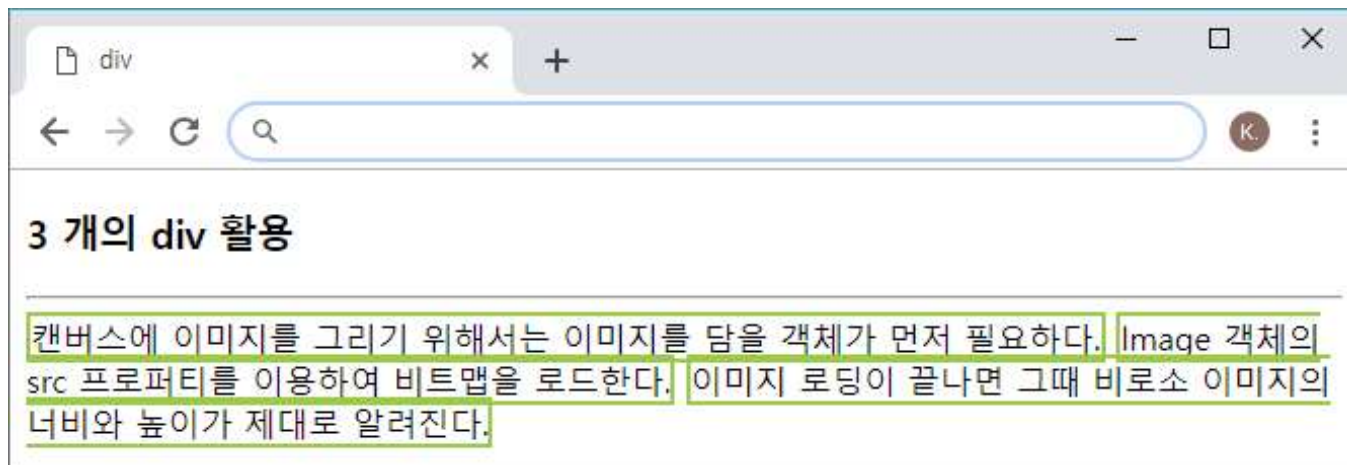 div
K.
3 개의 div 활용
캔버스에 이미지를 그리기 위해서는 이미지를 담을 객체가 먼저 필요하다. Image 객체의
src 프로퍼티를 이용하여 비트맵을 로드한다. 이미지 로딩이 끝나면 그때 비로소 이미지의
너비와 높이가 제대로 알려진다.